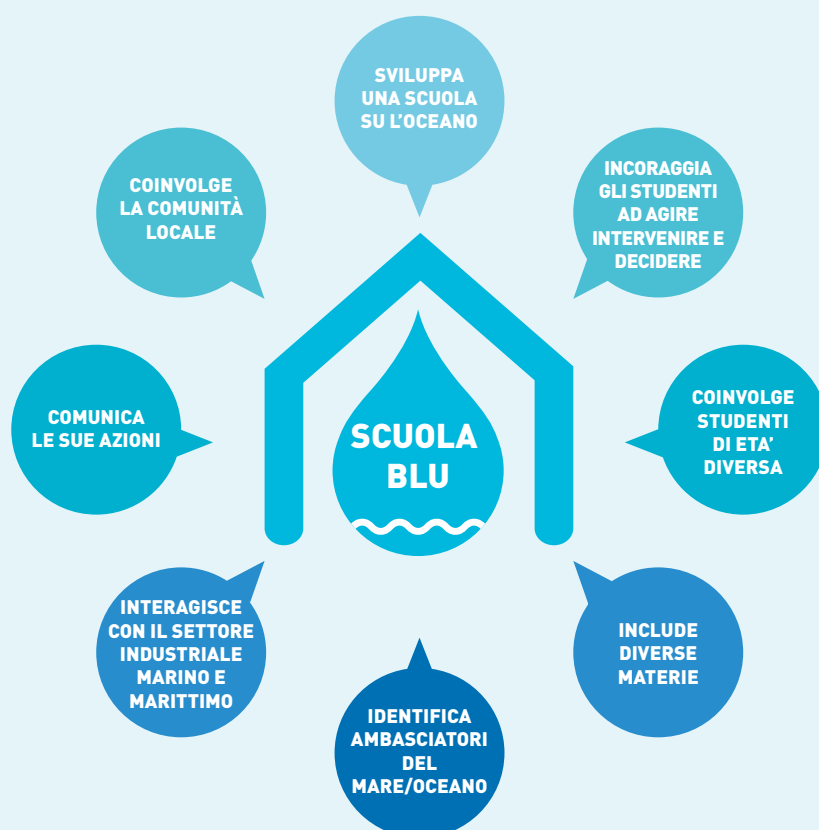 SVILUPPA
UNA SCUOLA
SU L'OCEANO
INCORAGGIA
GLI STUDENTI
AD AGIRE
INTERVENIRE E
DECIDERE
COINVOLGE
STUDENTI
DI ETA'
DIVERSA
INCLUDE
DIVERSE
MATERIE
IDENTIFICA
AMBASCIATORI
DEL
MARE/OCEANO
INTERAGISCE
CON IL SETTORE
INDUSTRIALE
MARINO E
MARITTIMO
COMUNICA
LE SUE AZIONI
COINVOLGE
LA COMUNITÀ
LOCALE
SCUOLA
BLU